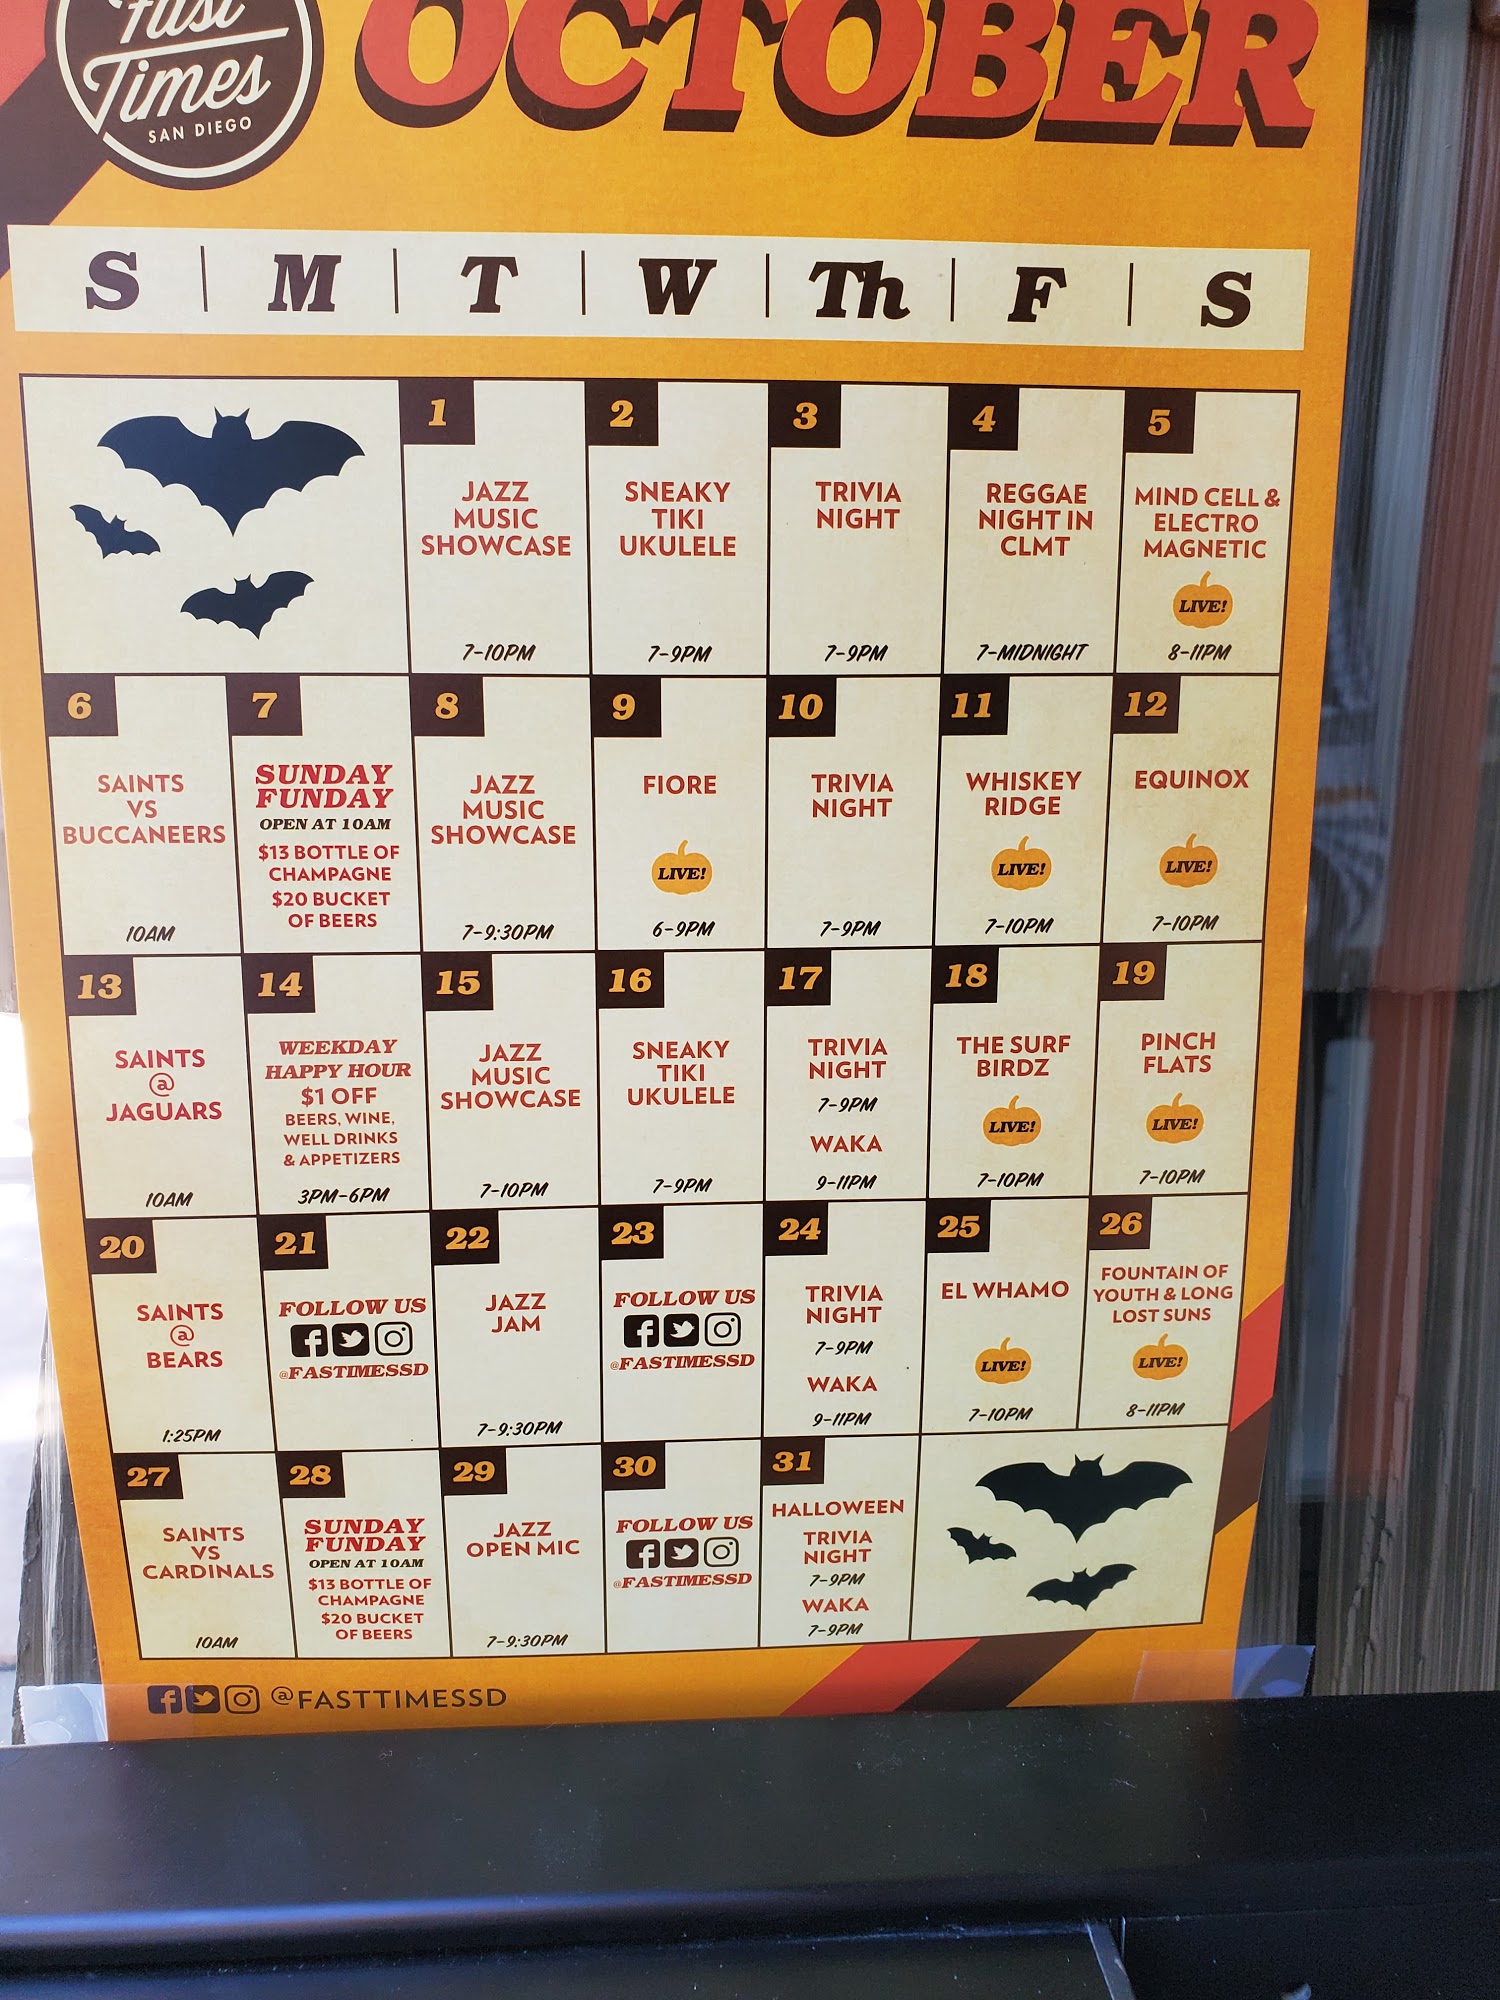 Fast
Times
SAN DIEGO
OCTOBER
S | M | T | W | Th | F | S
1
JAZZ
MUSIC
SHOWCASE
7-10PM
2
SNEAKY
TIKI
UKULELE
7-9PM
3
TRIVIA
NIGHT
7-9PM
4
REGGAE
NIGHT IN
CLMT
7-MIDNIGHT
5
MIND CELL &
ELECTRO
MAGNETIC
LIVE!
8-11PM
6
SAINTS
VS
BUCCANEERS
10AM
7
SUNDAY
FUNDAY
OPEN AT 10AM
$13 BOTTLE OF
CHAMPAGNE
$20 BUCKET
OF BEERS
8
JAZZ
MUSIC
SHOWCASE
7-9:30PM
9
FIORE
LIVE!
6-9PM
10
TRIVIA
NIGHT
7-9PM
11
WHISKEY
RIDGE
LIVE!
7-10PM
12
EQUINOX
LIVE!
7-10PM
13
SAINTS
@
JAGUARS
10AM
14
WEEKDAY
HAPPY HOUR
$1 OFF
BEERS, WINE,
WELL DRINKS
& APPETIZERS
3PM-6PM
15
JAZZ
MUSIC
SHOWCASE
7-10PM
16
SNEAKY
TIKI
UKULELE
7-9PM
17
TRIVIA
NIGHT
7-9PM
WAKA
9-11PM
18
THE SURF
BIRDZ
LIVE!
7-10PM
19
PINCH
FLATS
LIVE!
7-10PM
20
SAINTS
@
BEARS
1:25PM
21
FOLLOW US
@FASTIMESSD
22
JAZZ
JAM
7-9:30PM
23
FOLLOW US
@FASTIMESSD
24
TRIVIA
NIGHT
7-9PM
WAKA
9-11PM
25
EL WHAMO
LIVE!
7-10PM
26
FOUNTAIN OF
YOUTH & LONG
LOST SUNS
LIVE!
8-11PM
27
SAINTS
VS
CARDINALS
10AM
28
SUNDAY
FUNDAY
OPEN AT 10AM
$13 BOTTLE OF
CHAMPAGNE
$20 BUCKET
OF BEERS
29
JAZZ
OPEN MIC
7-9:30PM
30
FOLLOW US
@FASTIMESSD
31
HALLOWEEN
TRIVIA
NIGHT
7-9PM
WAKA
7-9PM
@FASTTIMESSD